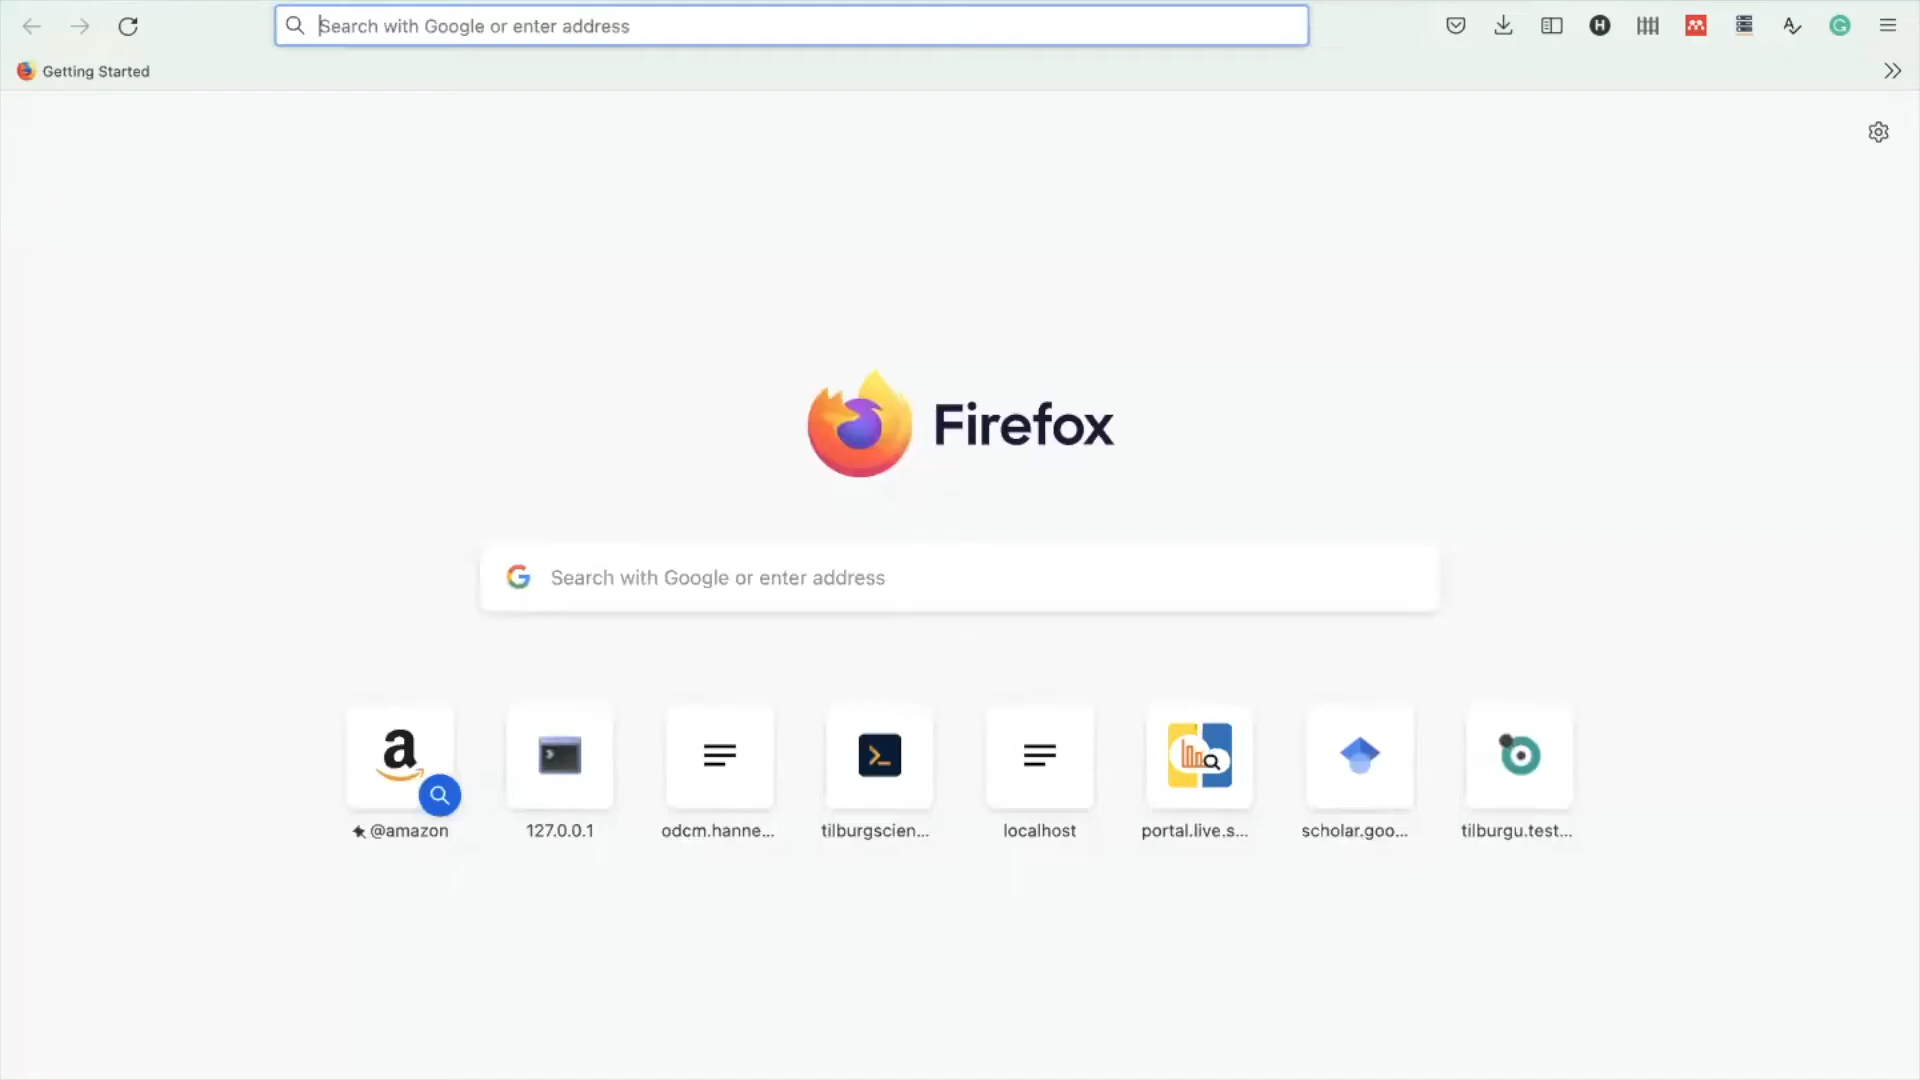 Search with Google or enter address
Getting Started
Firefox
Search with Google or enter address
@amazon
127.0.0.1
odcm.hanne...
tilburgscien...
localhost
portal.live.s...
scholar.goo...
tilburgu.test...